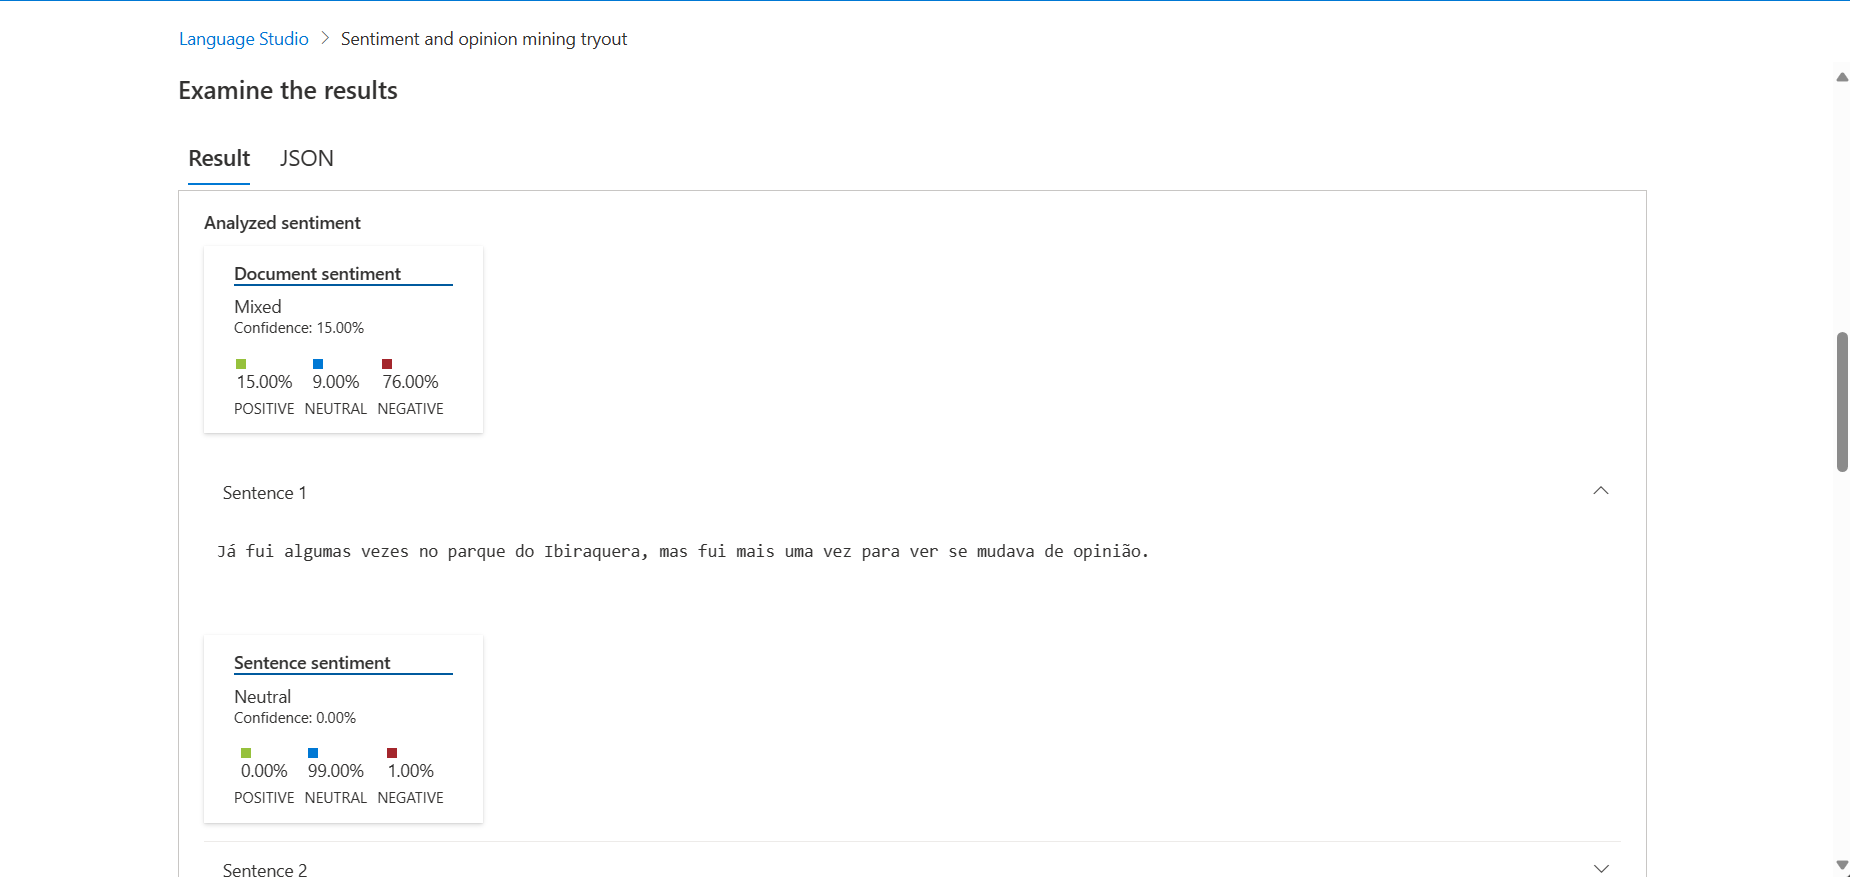 Language Studio > Sentiment and opinion mining tryout
Examine the results
Result JSON
Analyzed sentiment
Document sentiment
Mixed
Confidence: 15.00%
15.00% 9.00% 76.00%
POSITIVE NEUTRAL NEGATIVE
Sentence 1
Já fui algumas vezes no parque do Ibiraquera, mas fui mais uma vez para ver se mudava de opinião.
Sentence sentiment
Neutral
Confidence: 0.00%
0.00% 99.00% 1.00%
POSITIVE NEUTRAL NEGATIVE
Sentence 2